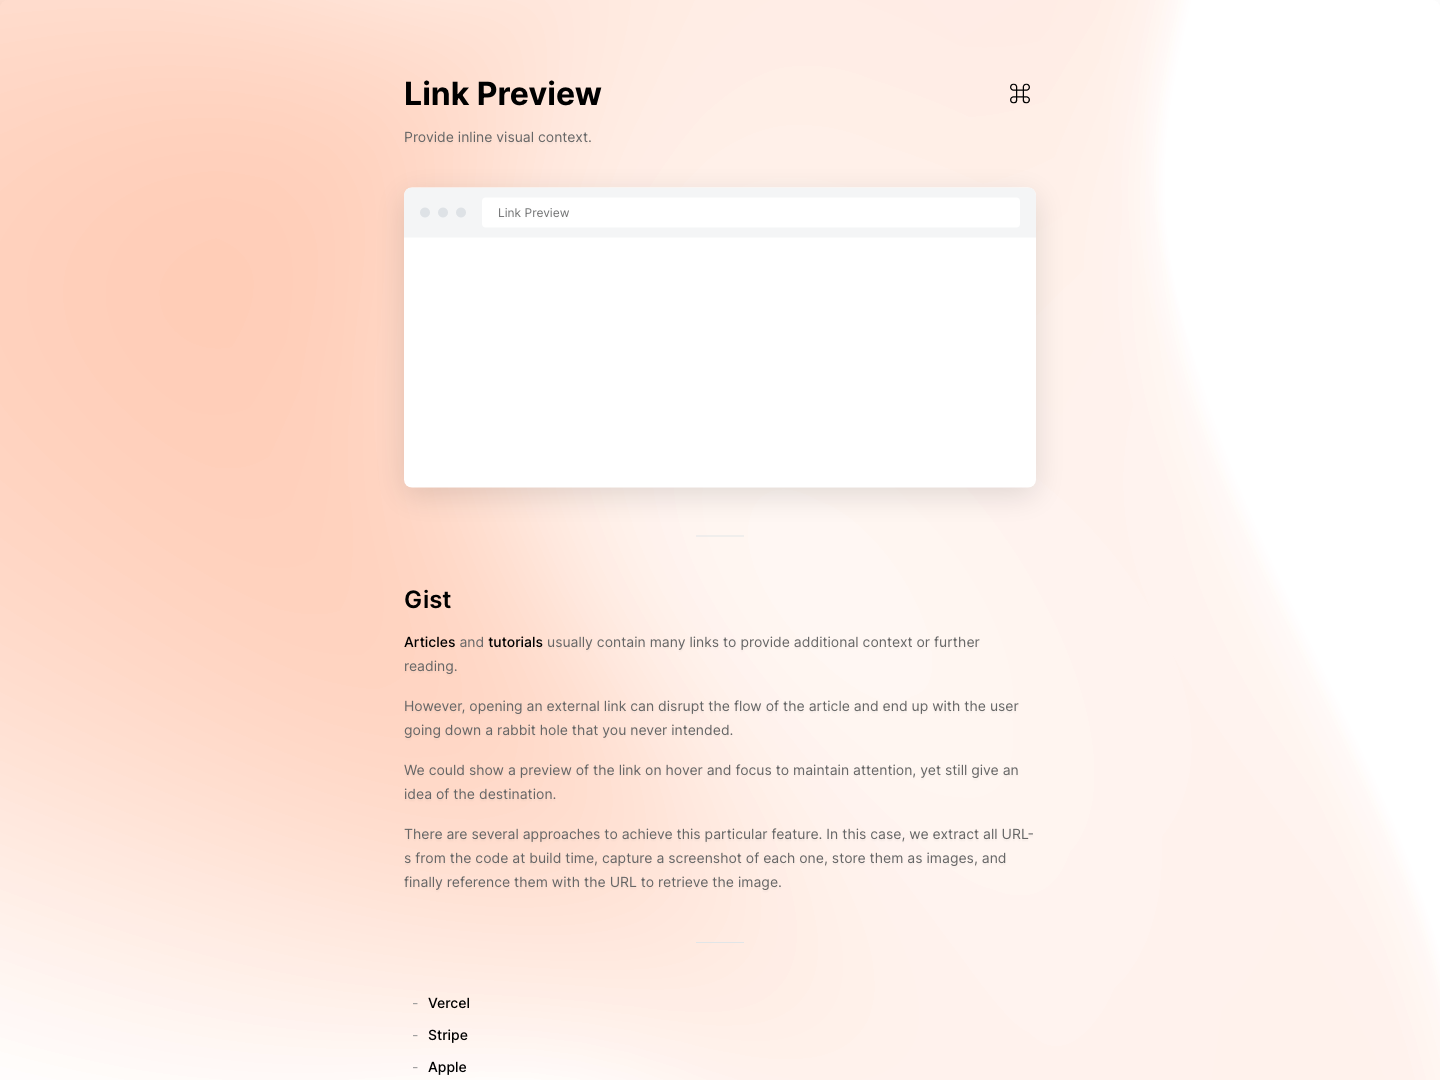 Link Preview
Provide inline visual context.
Link Preview
Gist
Articles and tutorials usually contain many links to provide additional context or further
reading.
However, opening an external link can disrupt the flow of the article and end up with the user
going down a rabbit hole that you never intended.
We could show a preview of the link on hover and focus to maintain attention, yet still give an
idea of the destination.
There are several approaches to achieve this particular feature. In this case, we extract all URL-
s from the code at build time, capture a screenshot of each one, store them as images, and
finally reference them with the URL to retrieve the image.
- Vercel
- Stripe
- Apple